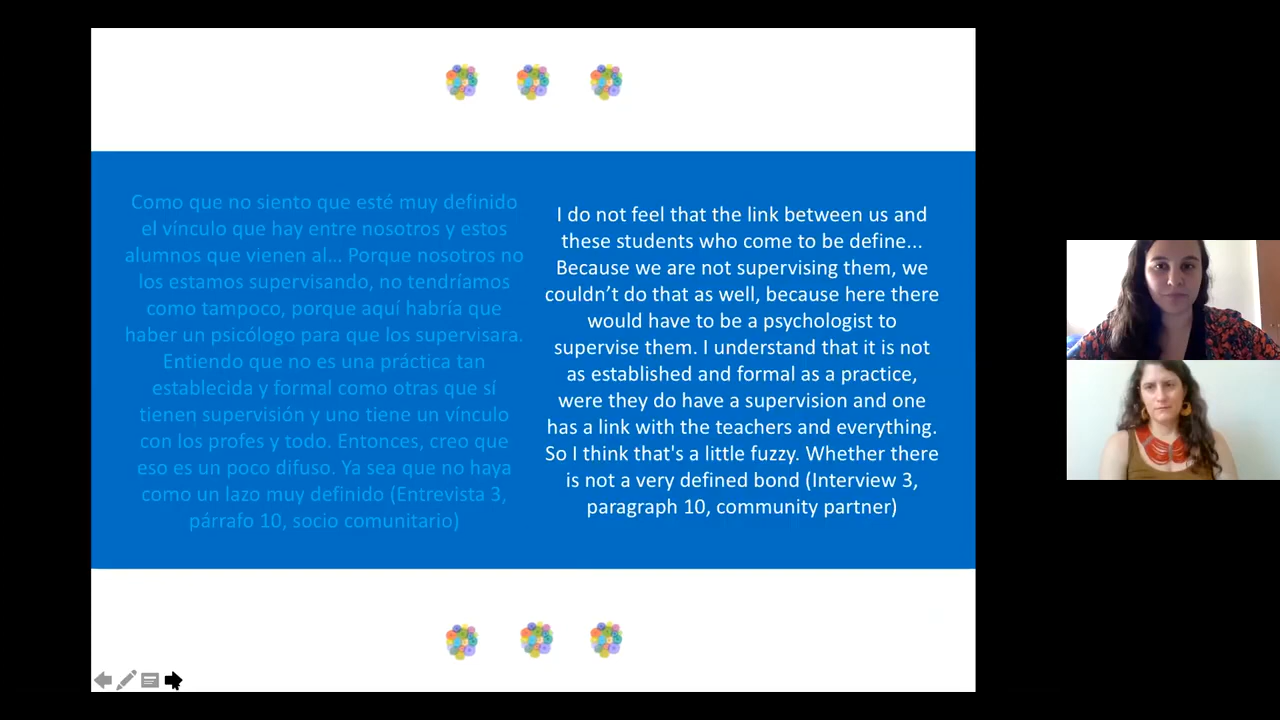 Como que no siento que esté muy definido
el vínculo que hay entre nosotros y estos
alumnos que vienen al... Porque nosotros no
los estamos supervisando, no tendríamos
como tampoco, porque aquí habría que
haber un psicólogo para que los supervisara.
Entiendo que no es una práctica tan
establecida y formal como otras que sí
tienen supervisión y uno tiene un vínculo
con los profes y todo. Entonces, creo que
eso es un poco difuso. Ya sea que no haya
como un lazo muy definido (Entrevista 3,
párrafo 10, socio comunitario)
I do not feel that the link between us and
these students who come to be define...
Because we are not supervising them, we
couldn’t do that as well, because here there
would have to be a psychologist to
supervise them. I understand that it is not
as established and formal as a practice,
were they do have a supervision and one
has a link with the teachers and everything.
So I think that's a little fuzzy. Whether there
is not a very defined bond (Interview 3,
paragraph 10, community partner)